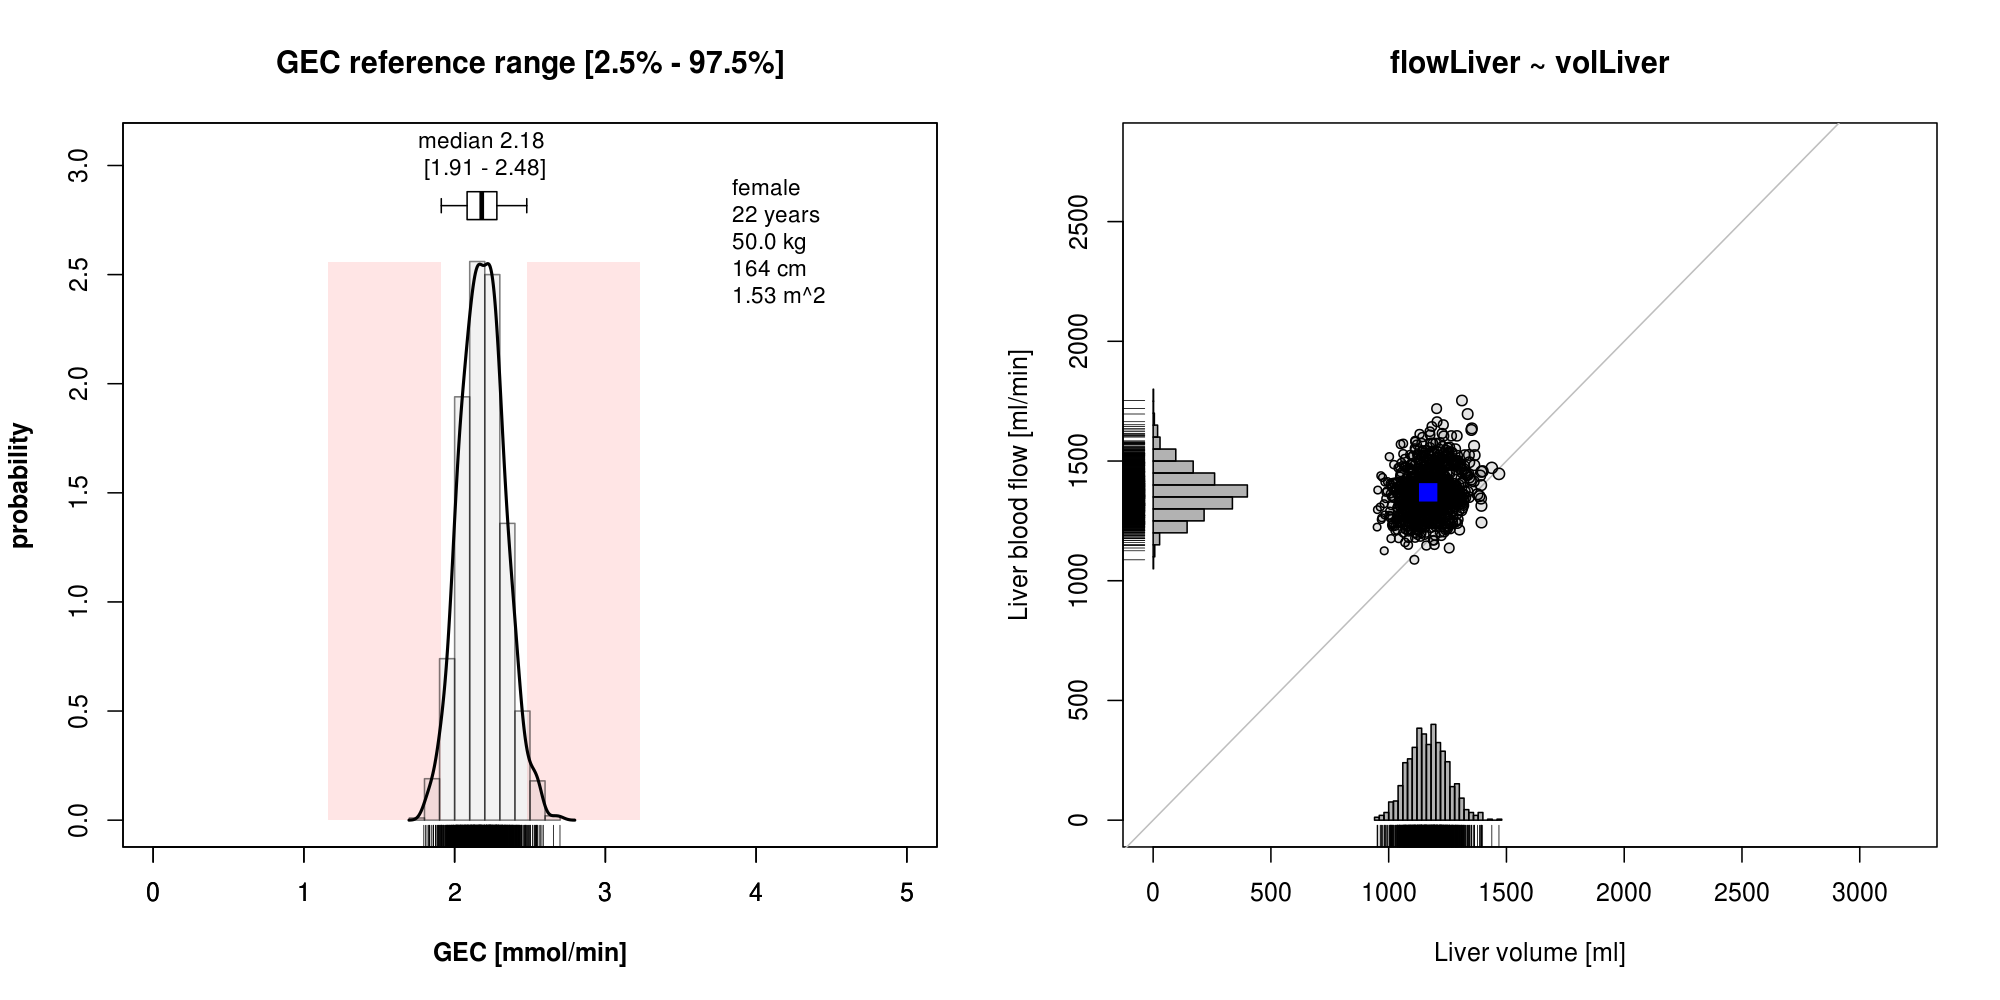 GEC reference range [2.5% - 97.5%]
median 2.18
[1.91 - 2.48]
female
22 years
50.0 kg
164 cm
1.53 m^2
probability
3.0
2.5
2.0
1.5
1.0
0.5
0.0
0 1 2 3 4 5
GEC [mmol/min]
flowLiver ~ volLiver
Liver blood flow [ml/min]
2500
2000
1500
1000
500
0
0 500 1000 1500 2000 2500 3000
Liver volume [ml]